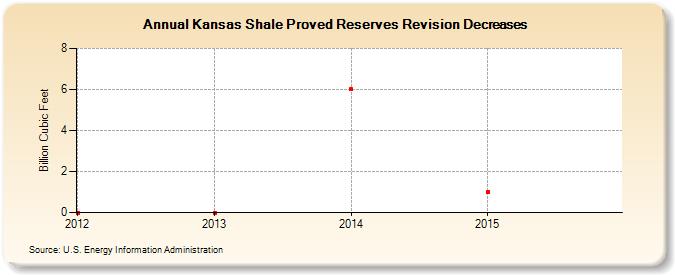 Annual Kansas Shale Proved Reserves Revision Decreases
Billion Cubic Feet
8
6
4
2
0
2012 2013 2014 2015
Source: U.S. Energy Information Administration